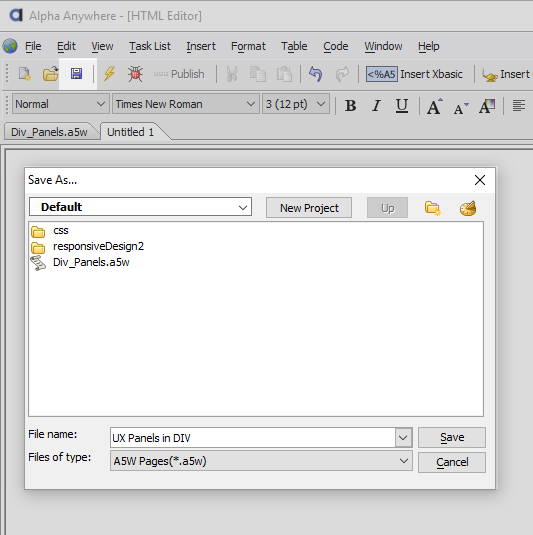 Alpha Anywhere - [HTML Editor]
File Edit View Task List Insert Format Table Code Window Help
Publish <%A5 Insert Xbasic Insert
Normal Times New Roman 3 (12 pt) B I U A A A
Div_Panels.a5w Untitled 1
Save As...
Default New Project Up
css
responsiveDesign2
Div_Panels.a5w
File name: UX Panels in DIV Save
Files of type: A5W Pages(*.a5w) Cancel